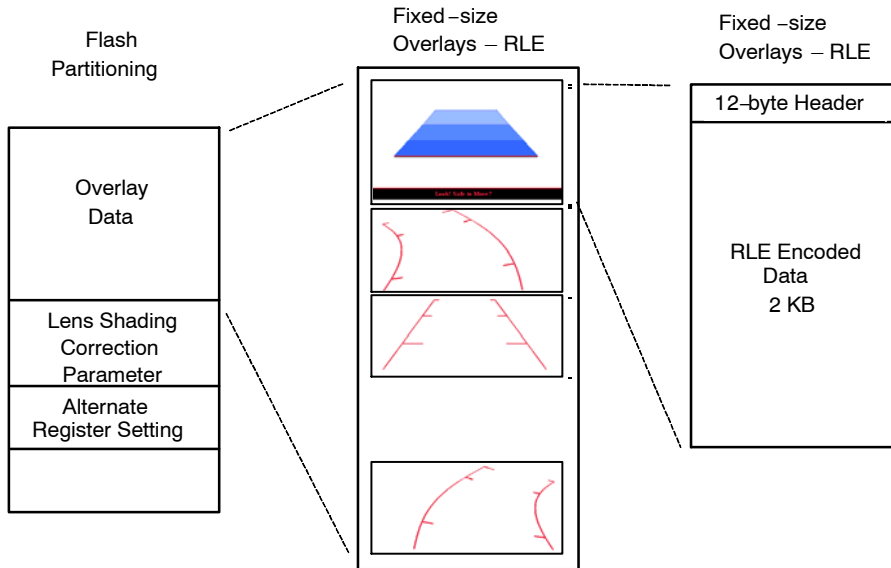 Flash
Partitioning
Overlay
Data
Lens Shading
Correction
Parameter
Alternate
Register Setting
Fixed–size
Overlays – RLE
Fixed–size
Overlays – RLE
12–byte Header
RLE Encoded
Data
2 KB